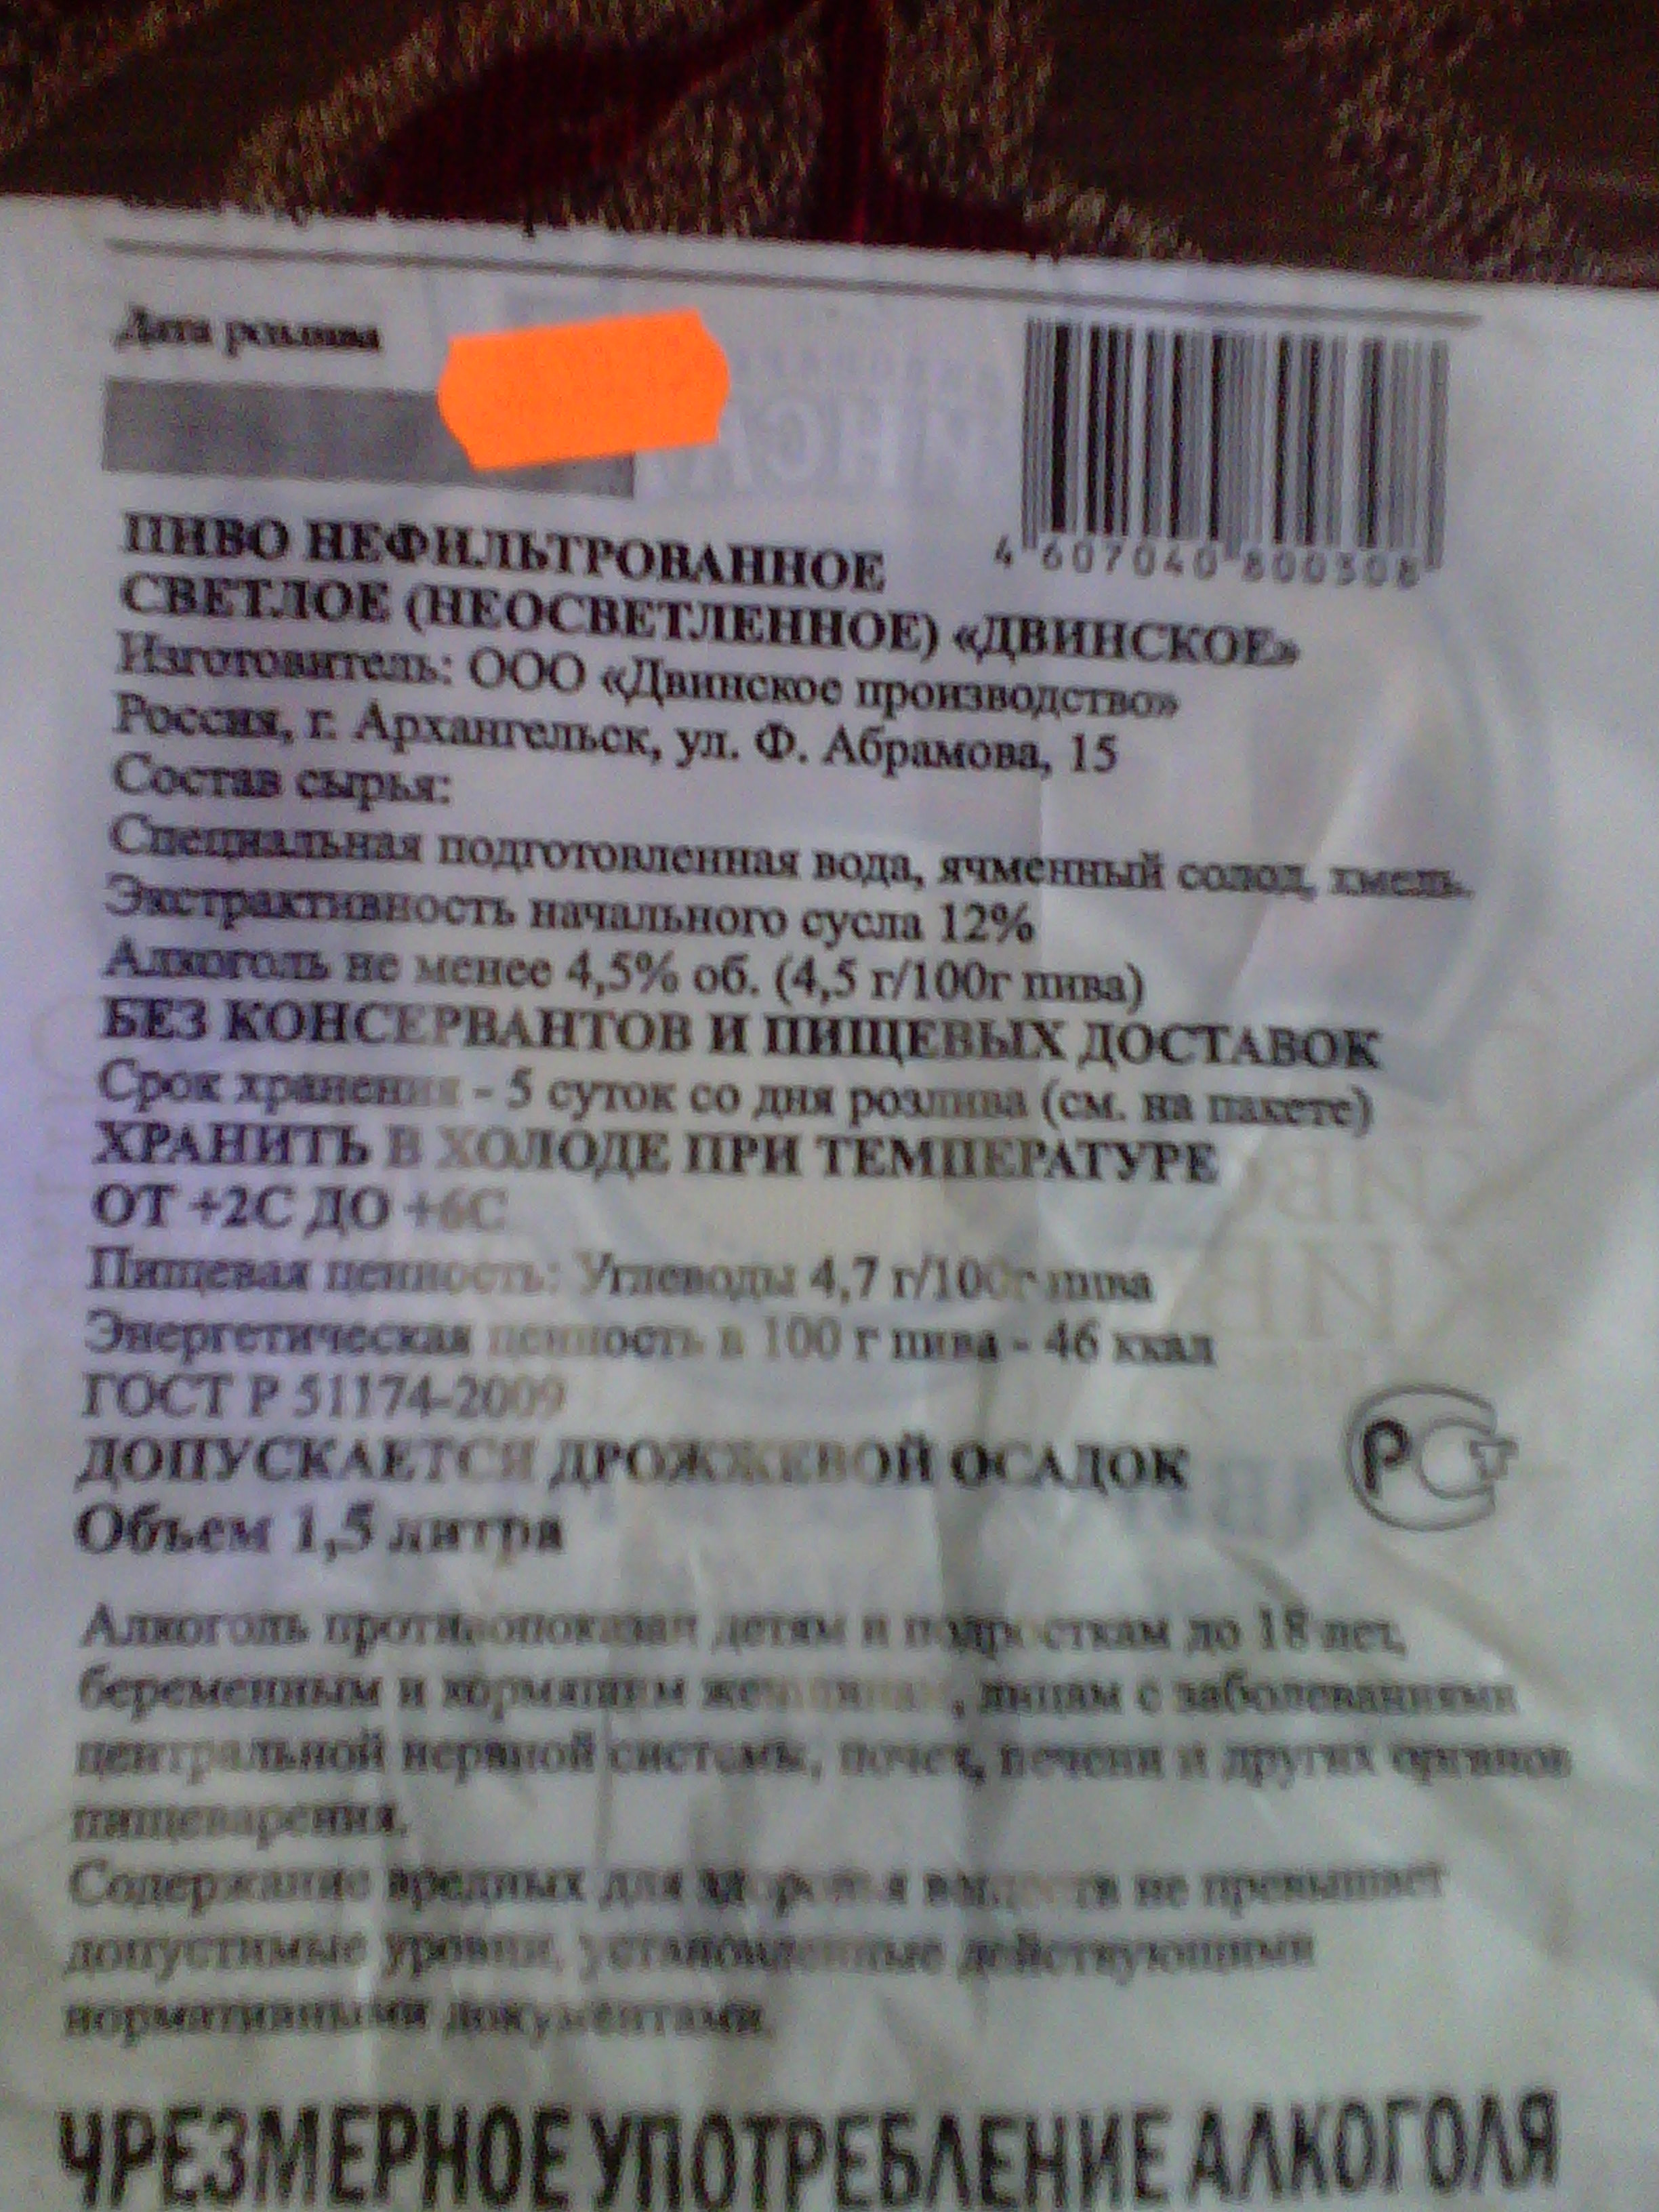 Дата розлива
4 607040 800308
ПИВО НЕФИЛЬТРОВАННОЕ
СВЕТЛОЕ (НЕОСВЕТЛЕННОЕ) «ДВИНСКОЕ»
Изготовитель: ООО «Двинское производство»
Россия, г. Архангельск, ул. Ф. Абрамова, 15
Состав сырья:
Специальная подготовленная вода, ячменный солод, хмель.
Экстрактивность начального сусла 12%
Алкоголь не менее 4,5% об. (4,5 г/100г пива)
БЕЗ КОНСЕРВАНТОВ И ПИЩЕВЫХ ДОСТАВОК
Срок хранения - 5 суток со дня розлива (см. на пакете)
ХРАНИТЬ В ХОЛОДЕ ПРИ ТЕМПЕРАТУРЕ
ОТ +2С ДО +6С
Пищевая ценность: Углеводы 4,7 г/100г пива
Энергетическая ценность в 100 г пива - 46 ккал
ГОСТ Р 51174-2009
ДОПУСКАЕТСЯ ДРОЖЖЕВОЙ ОСАДОК
РСТ
Объем 1,5 литра
Алкоголь противопоказан детям и подросткам до 18 лет,
беременным и кормящим женщинам, лицам с заболеваниями
центральной нервной системы, почек, печени и других органов
пищеварения.
Содержание вредных для здоровья веществ не превышает
допустимые уровни, установленные действующими
нормативными документами.
ЧРЕЗМЕРНОЕ УПОТРЕБЛЕНИЕ АЛКОГОЛЯ